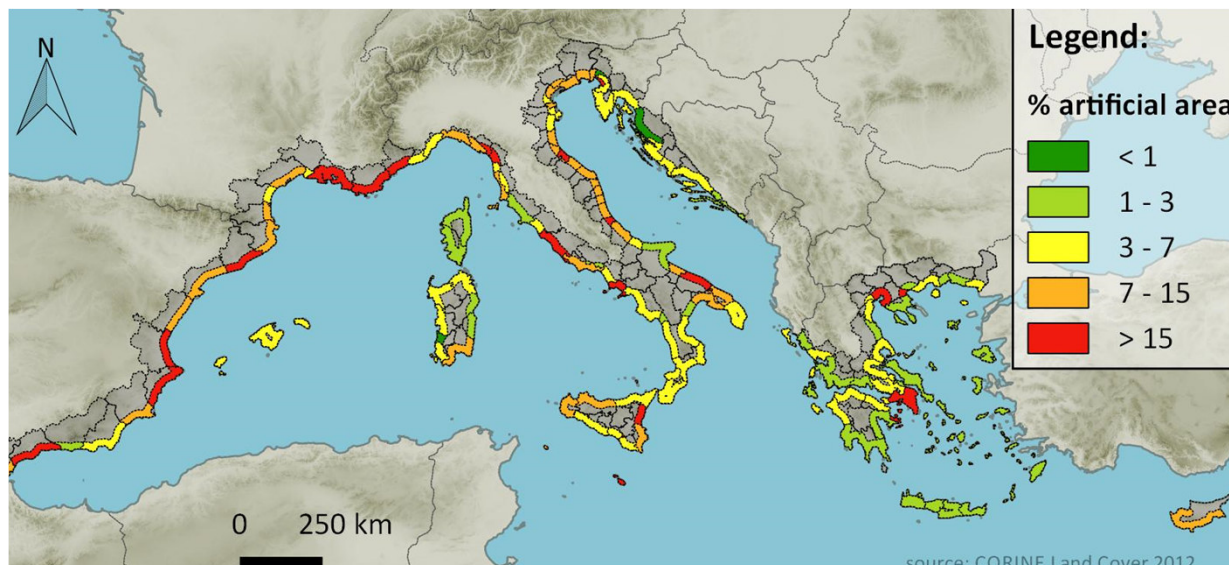 N
Legend:
% artificial area
< 1
1 - 3
3 - 7
7 - 15
> 15
0 250 km
source: CORINE Land Cover 2012